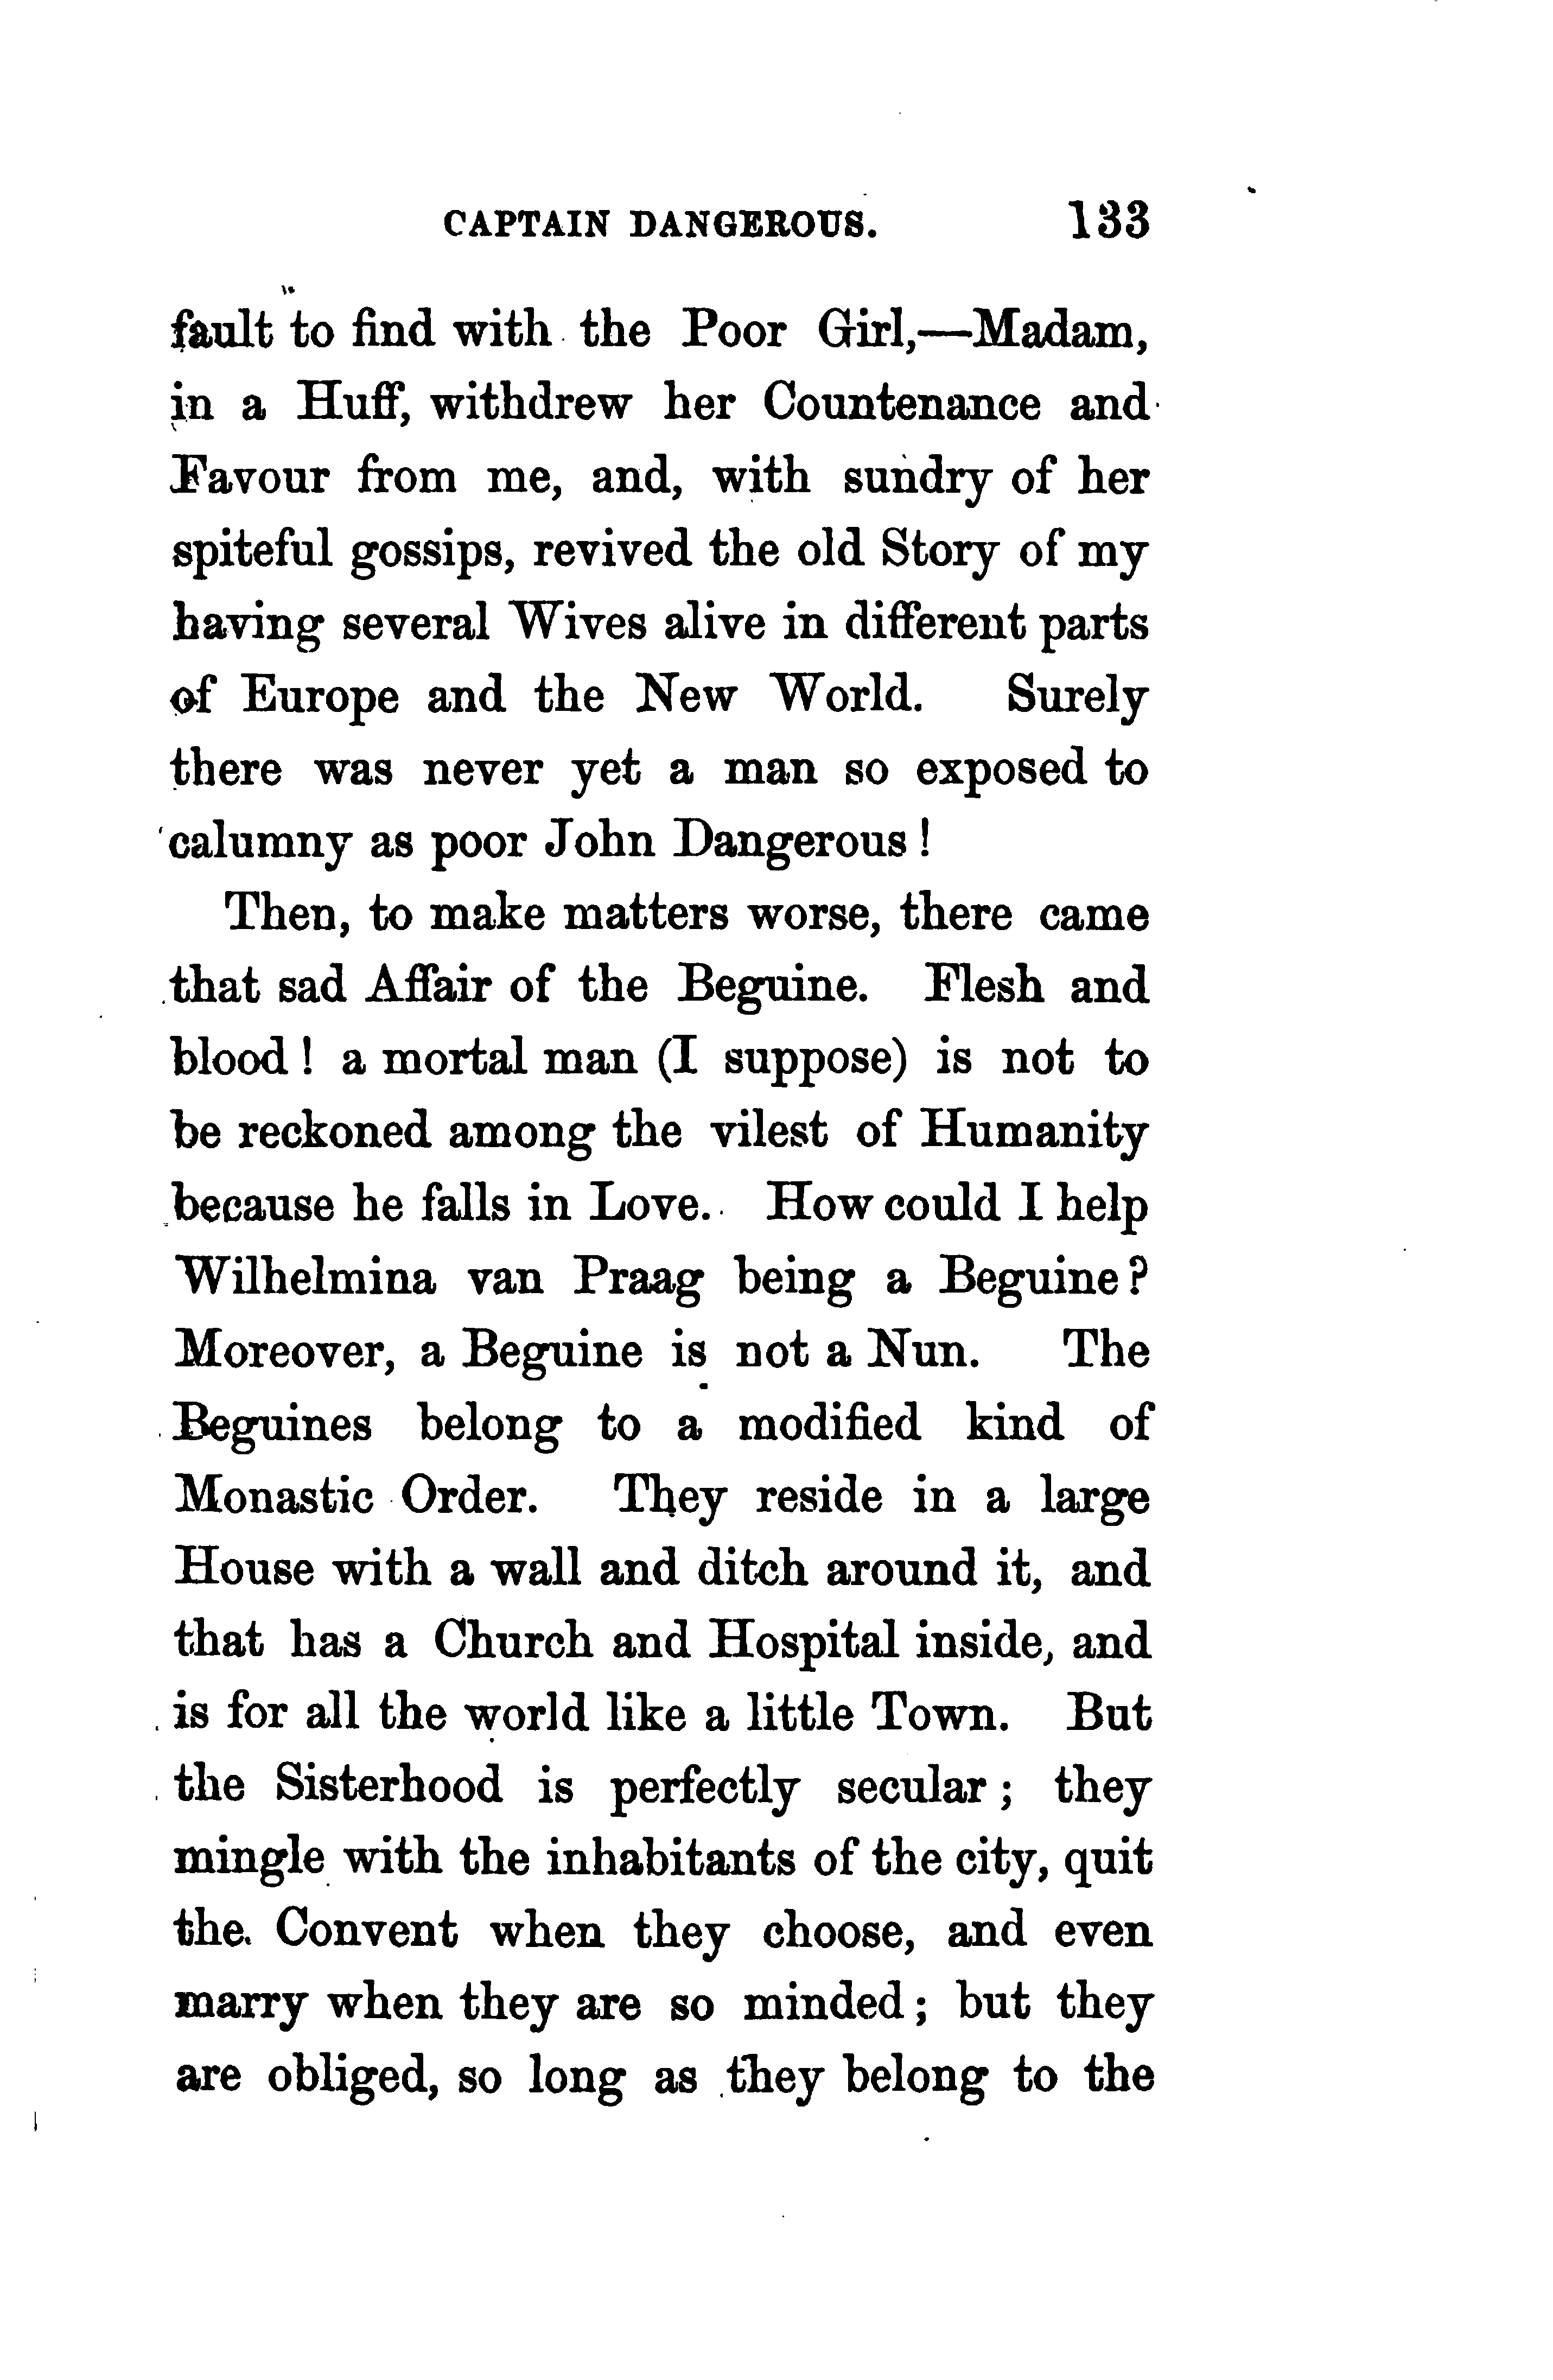 CAPTAIN DANGEROUS. 133
fault to find with the Poor Girl,—Madam,
in a Huff, withdrew her Countenance and
Favour from me, and, with sundry of her
spiteful gossips, revived the old Story of my
having several Wives alive in different parts
of Europe and the New World. Surely
there was never yet a man so exposed to
calumny as poor John Dangerous!
Then, to make matters worse, there came
that sad Affair of the Beguine. Flesh and
blood! a mortal man (I suppose) is not to
be reckoned among the vilest of Humanity
because he falls in Love. How could I help
Wilhelmina van Praag being a Beguine?
Moreover, a Beguine is not a Nun. The
Beguines belong to a modified kind of
Monastic Order. They reside in a large
House with a wall and ditch around it, and
that has a Church and Hospital inside, and
is for all the world like a little Town. But
the Sisterhood is perfectly secular; they
mingle with the inhabitants of the city, quit
the Convent when they choose, and even
marry when they are so minded; but they
are obliged, so long as they belong to the